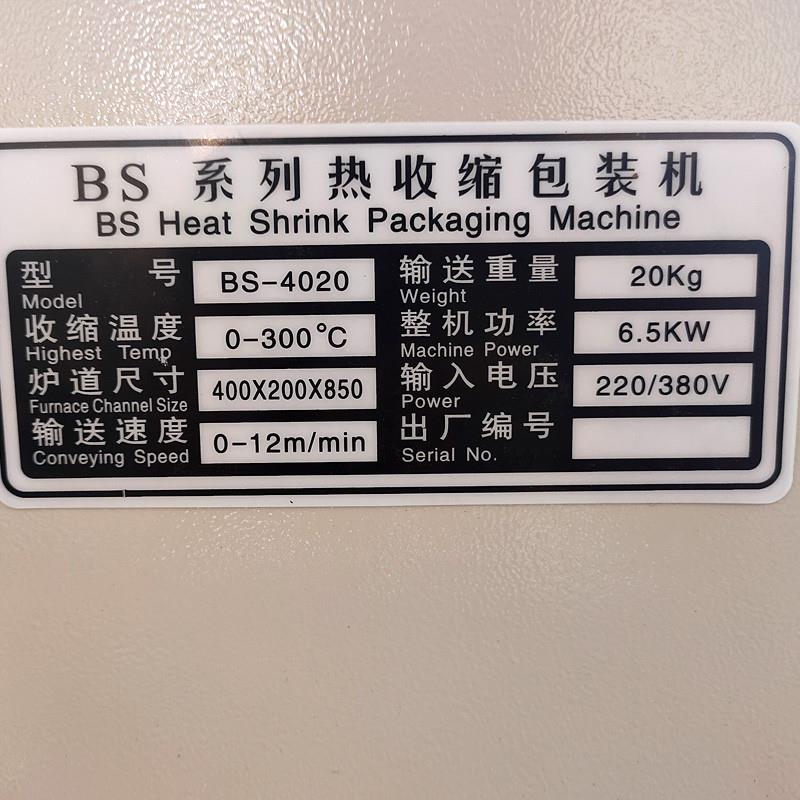 BS 系列热收缩包装机
BS Heat Shrink Packaging Machine
型号 BS-4020 输送重量 20Kg
Model Weight
收缩温度 0-300°C 整机功率 6.5KW
Highest Temp Machine Power
炉道尺寸 400X200X850 输入电压 220/380V
Furnace Channel Size Power
输送速度 0-12m/min 出厂编号
Conveying Speed Serial No.